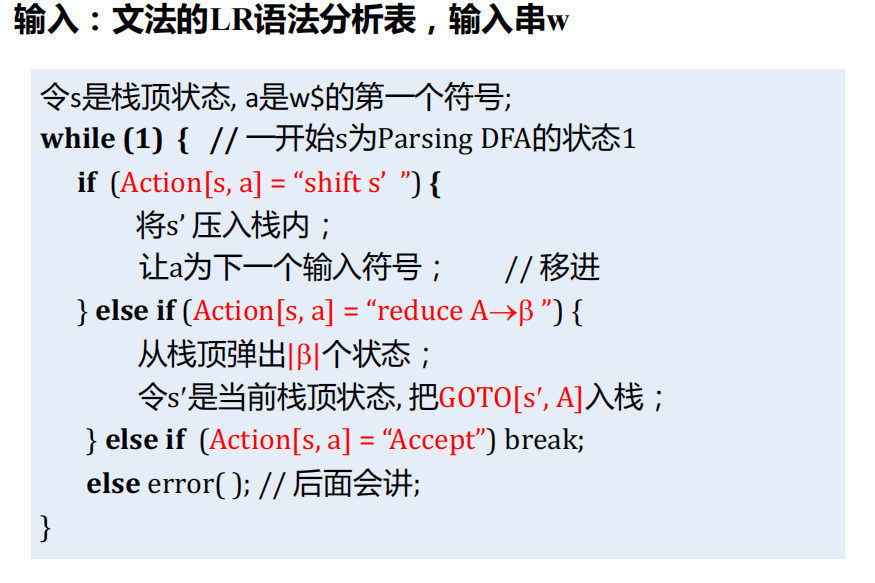 输入：文法的LR语法分析表，输入串w
令s是栈顶状态, a是w$的第一个符号;
while (1) { // 一开始s为Parsing DFA的状态1
if (Action[s, a] = “shift s’ ”) {
将s’ 压入栈内；
让a为下一个输入符号； // 移进
} else if (Action[s, a] = “reduce A→β ”) {
从栈顶弹出|β|个状态；
令s′是当前栈顶状态, 把GOTO[s′, A]入栈；
} else if (Action[s, a] = “Accept”) break;
else error( ); // 后面会讲;
}